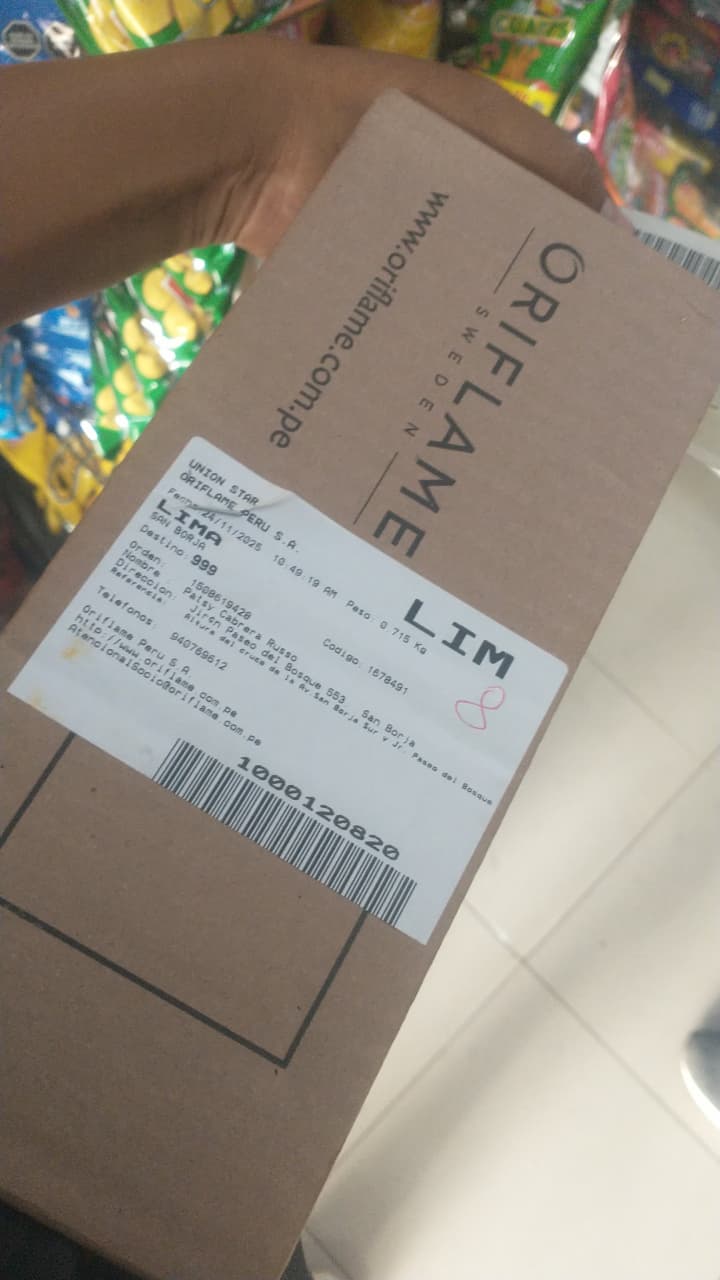 ORIFLAME
SWEDEN
www.oriflame.com.pe
UNION STAR
ORIFLAME PERU S.A.
Fecha: 24/11/2025 10:49:19 AM Peso: 0.715 Kg
LIMA
LIM
SAN BORJA
Destino: 999
8
Orden: 1508619428 Codigo: 1678491
Nombre: Patsy Cabrera Russo
Direccion: Jirón Paseo del Bosque 553 San Borja
Referencia: Altura del cruce de la Av.San Borja Sur y Jr. Paseo del Bosque
Telefonos: 940769612
Oriflame Peru S.A.
http://www.oriflame.com.pe
AtencionalSocio@oriflame.com.pe
1000120820